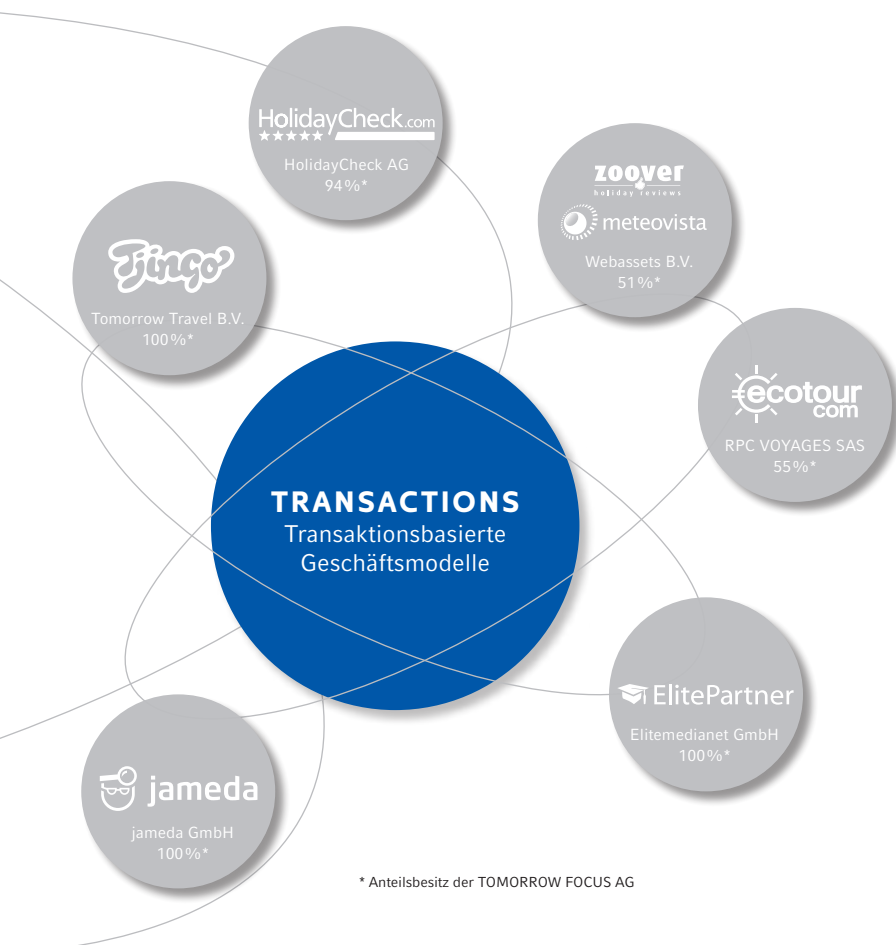 HolidayCheck.com
HolidayCheck AG
94%*
zoover
holiday reviews
meteovista
Webassets B.V.
51%*
Tjingo
Tomorrow Travel B.V.
100%*
ecotour
com
RPC VOYAGES SAS
55%*
TRANSACTIONS
Transaktionsbasierte
Geschäftsmodelle
ElitePartner
Elitemedianet GmbH
100%*
jameda
jameda GmbH
100%*
* Anteilsbesitz der TOMORROW FOCUS AG